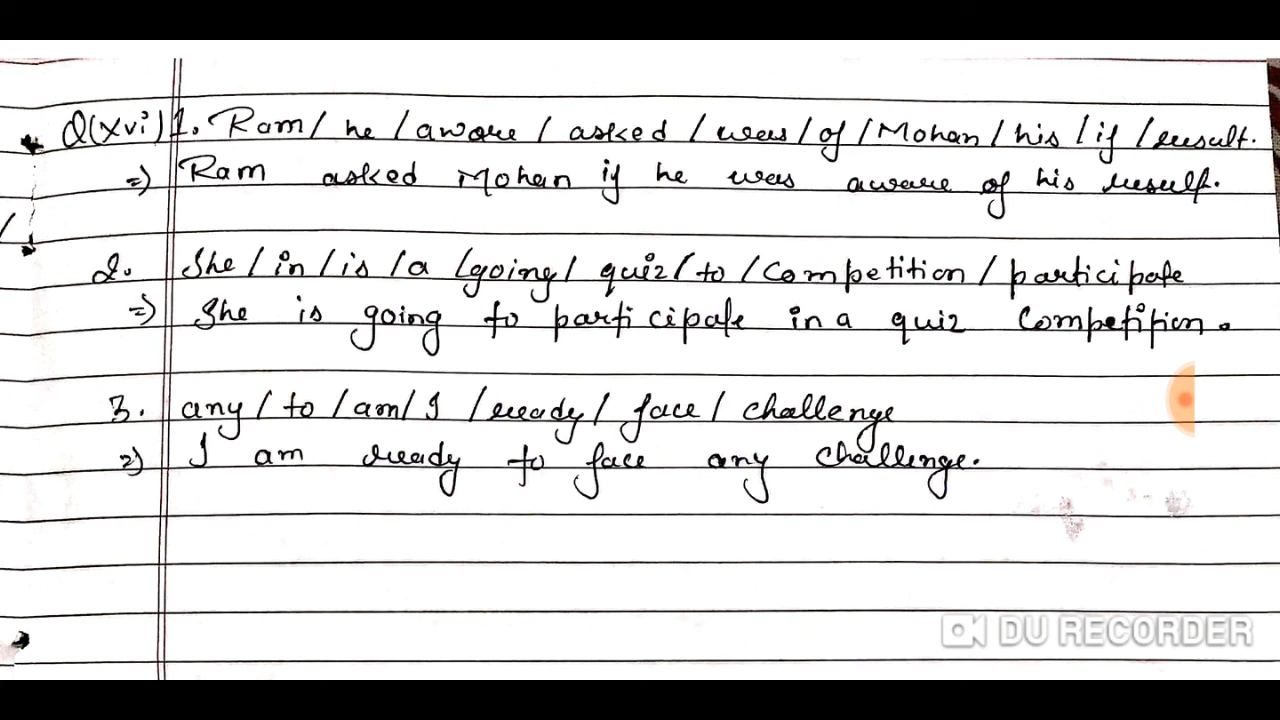 Q(xvi) 1. Ram / he / aware / asked / was / of / Mohan / his / if / result.
=) Ram asked Mohan if he was aware of his result.
2. She / in / is / a / going / quiz / to / competition / participate
=) She is going to participate in a quiz competition.
3. any / to / am / I / ready / face / challenge
=) I am ready to face any challenge.
DU RECORDER